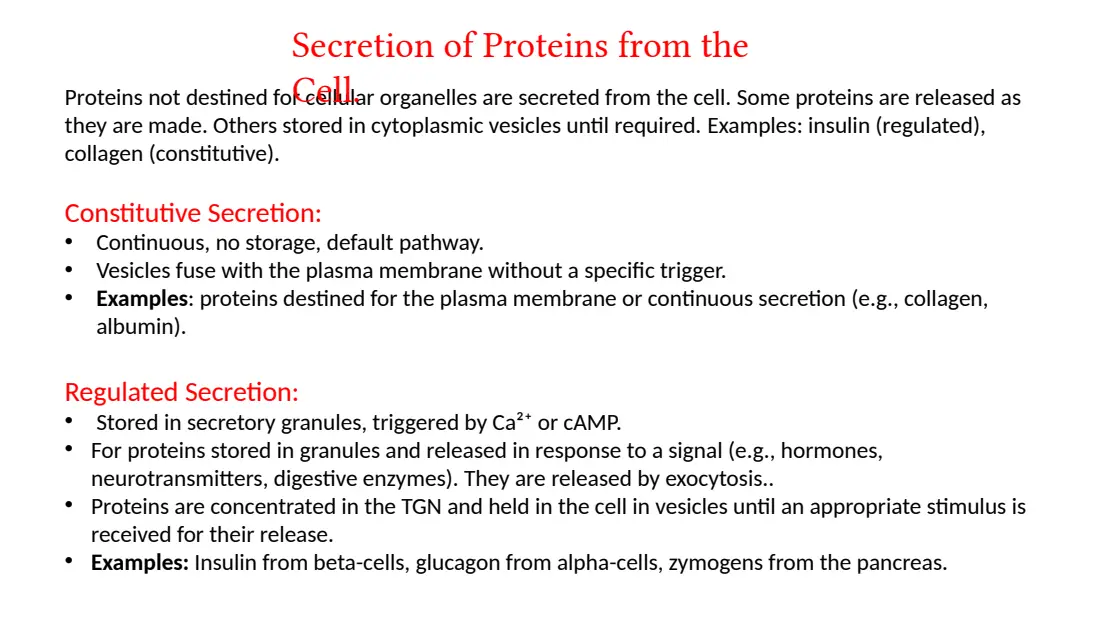 Secretion of Proteins from the
Cell.
Proteins not destined for cellular organelles are secreted from the cell. Some proteins are released as
they are made. Others stored in cytoplasmic vesicles until required. Examples: insulin (regulated),
collagen (constitutive).
Constitutive Secretion:
• Continuous, no storage, default pathway.
• Vesicles fuse with the plasma membrane without a specific trigger.
• Examples: proteins destined for the plasma membrane or continuous secretion (e.g., collagen,
albumin).
Regulated Secretion:
• Stored in secretory granules, triggered by Ca²⁺ or cAMP.
• For proteins stored in granules and released in response to a signal (e.g., hormones,
neurotransmitters, digestive enzymes). They are released by exocytosis..
• Proteins are concentrated in the TGN and held in the cell in vesicles until an appropriate stimulus is
received for their release.
• Examples: Insulin from beta-cells, glucagon from alpha-cells, zymogens from the pancreas.